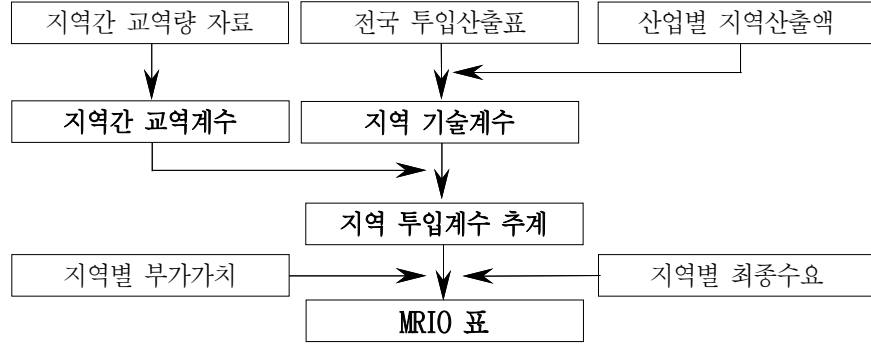 지역간 교역량 자료
전국 투입산출표
산업별 지역산출액
지역간 교역계수
지역 기술계수
지역 투입계수 추계
지역별 부가가치
지역별 최종수요
MRIO 표